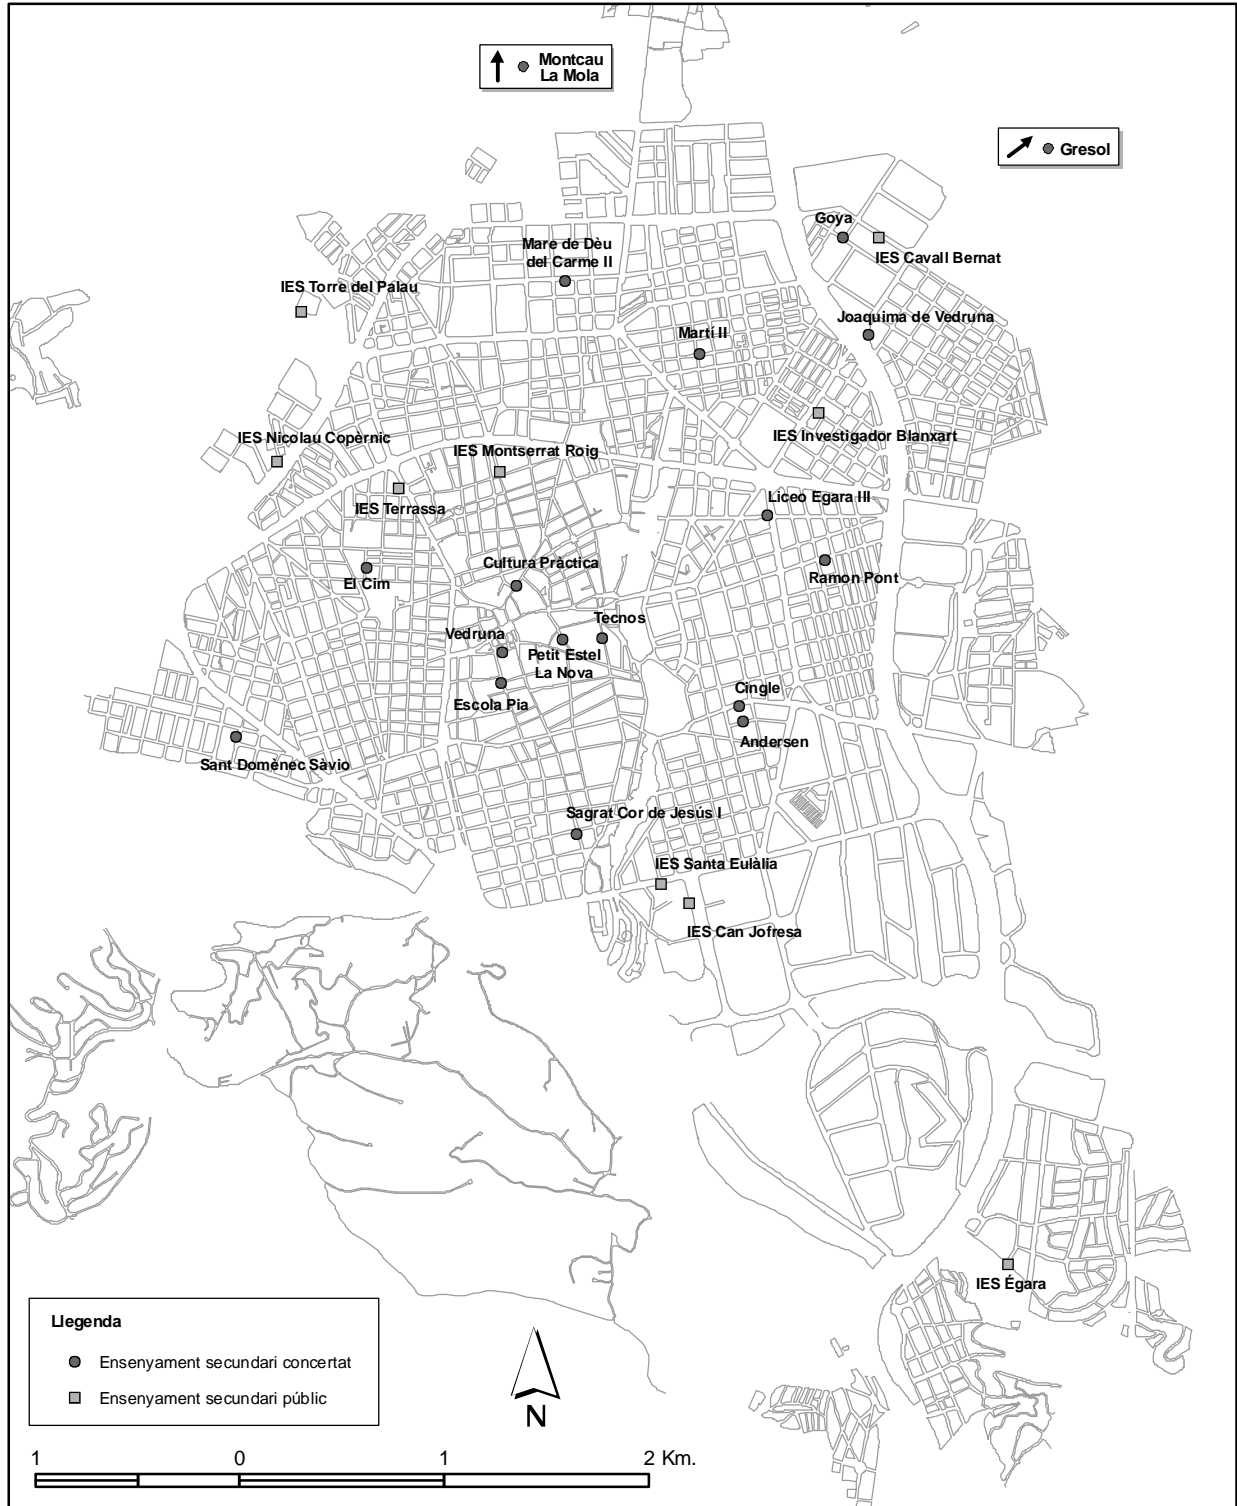 Montcau
La Mola
Gresol
Goya
IES Cavall Bernat
Mare de Dèu
del Carme II
IES Torre del Palau
Joaquima de Vedruna
Martí II
IES Investigador Blanxart
IES Nicolau Copèrnic
IES Montserrat Roig
IES Terrassa
Liceo Egara III
Cultura Pràctica
El Cim
Ramon Pont
Tecnos
Vedruna
Petit Estel
La Nova
Escola Pia
Cingle
Andersen
Sant Domènec Sàvio
Sagrat Cor de Jesús I
IES Santa Eulàlia
IES Can Jofresa
IES Égara
Llegenda
Ensenyament secundari concertat
Ensenyament secundari públic
N
1 0 1 2 Km.